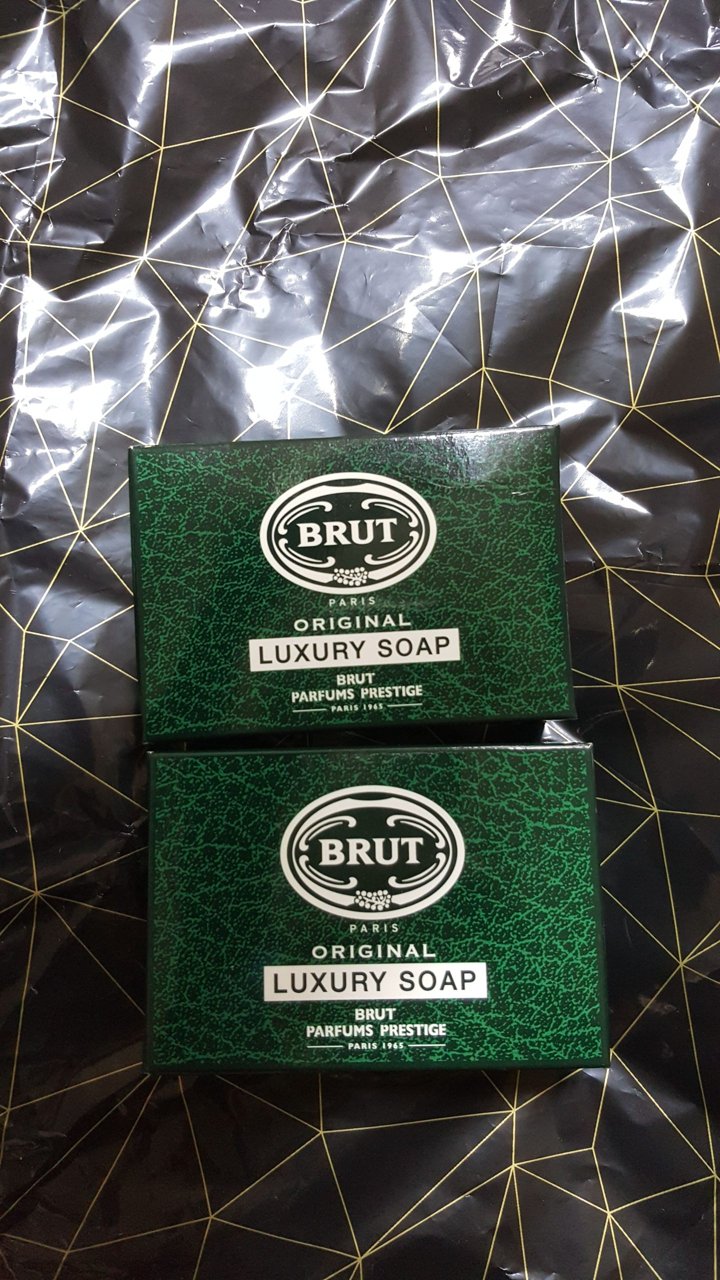 BRUT
PARIS
ORIGINAL
LUXURY SOAP
BRUT
PARFUMS PRESTIGE
PARIS 1965
BRUT
PARIS
ORIGINAL
LUXURY SOAP
BRUT
PARFUMS PRESTIGE
PARIS 1965